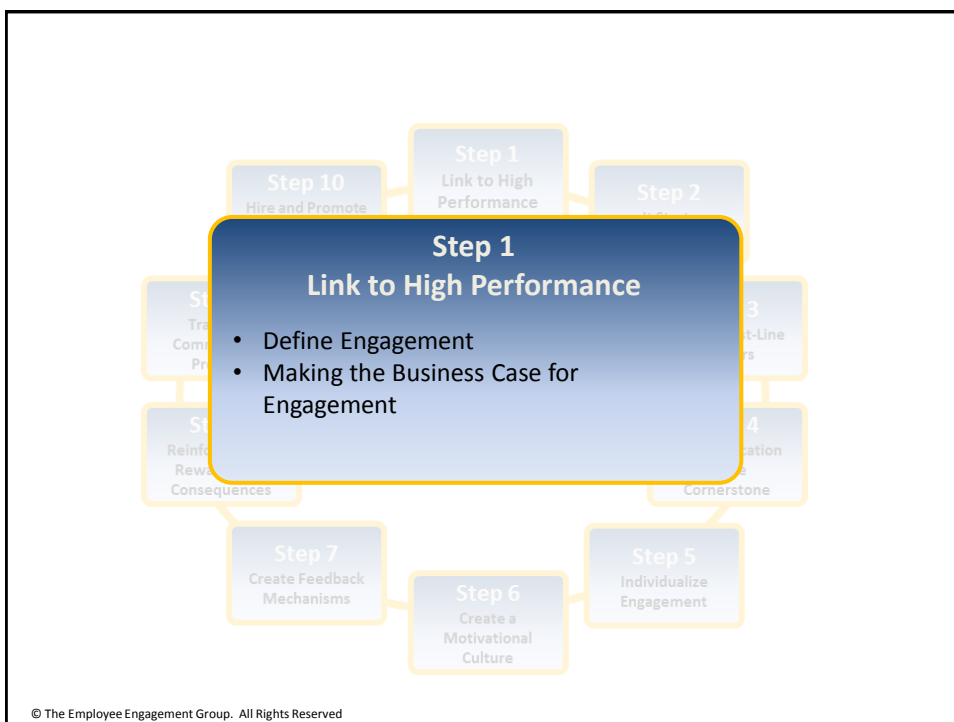 Step 1
Link to High
Performance
Step 10
Hire and Promote
Step 2
Step 1
Link to High Performance
• Define Engagement
• Making the Business Case for
Engagement
3
4
Cornerstone
Consequences
Step 7
Create Feedback
Mechanisms
Step 5
Individualize
Engagement
Step 6
Create a
Motivational
Culture
© The Employee Engagement Group. All Rights Reserved